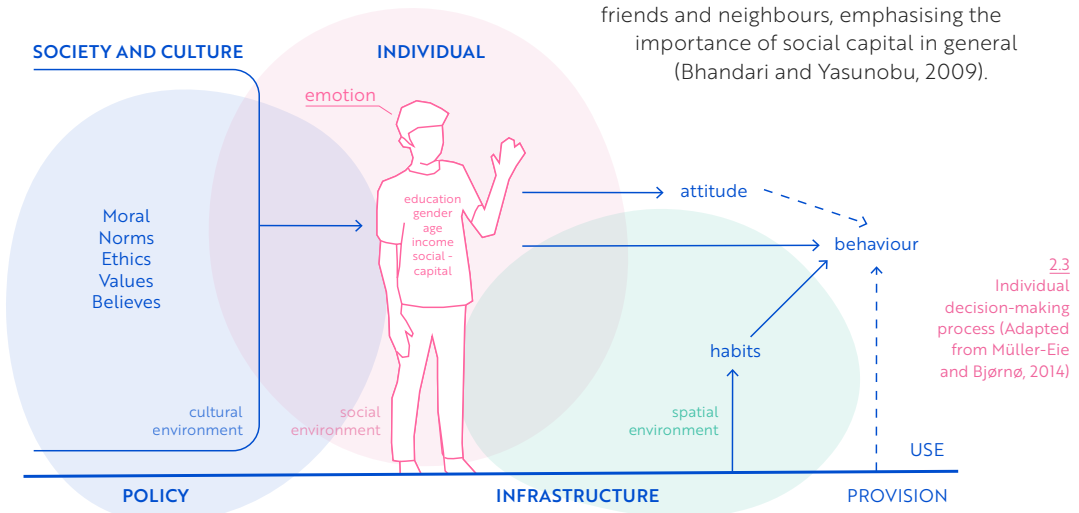 friends and neighbours, emphasising the
importance of social capital in general
(Bhandari and Yasunobu, 2009).
SOCIETY AND CULTURE
INDIVIDUAL
emotion
education
gender
age
income
social -
capital
Moral
Norms
Ethics
Values
Believes
attitude
behaviour
habits
2.3
Individual
decision-making
process (Adapted
from Müller-Eie
and Bjørnø, 2014)
cultural
environment
social
environment
spatial
environment
USE
POLICY
INFRASTRUCTURE
PROVISION